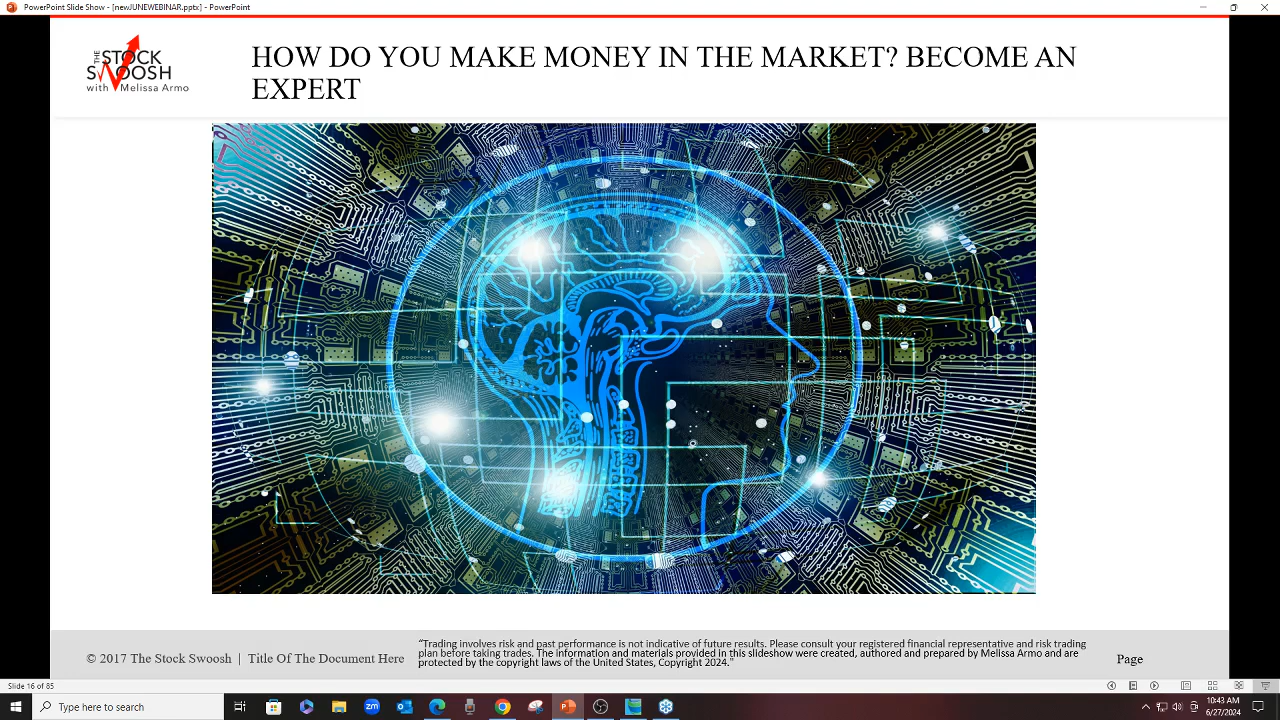 PowerPoint Slide Show - [newJUNEWEBINAR.pptx] - PowerPoint
THE
STOCK
SWOOSH
with Melissa Armo
HOW DO YOU MAKE MONEY IN THE MARKET? BECOME AN
EXPERT
© 2017 The Stock Swoosh | Title Of The Document Here
“Trading involves risk and past performance is not indicative of future results. Please consult your registered financial representative and risk trading
plan before taking trades. The information and materials provided in this slideshow were created, authored and prepared by Melissa Armo and are
protected by the copyright laws of the United States, Copyright 2024."
Page
Slide 16 of 85
Type here to search
zm
10:43 AM
6/27/2024